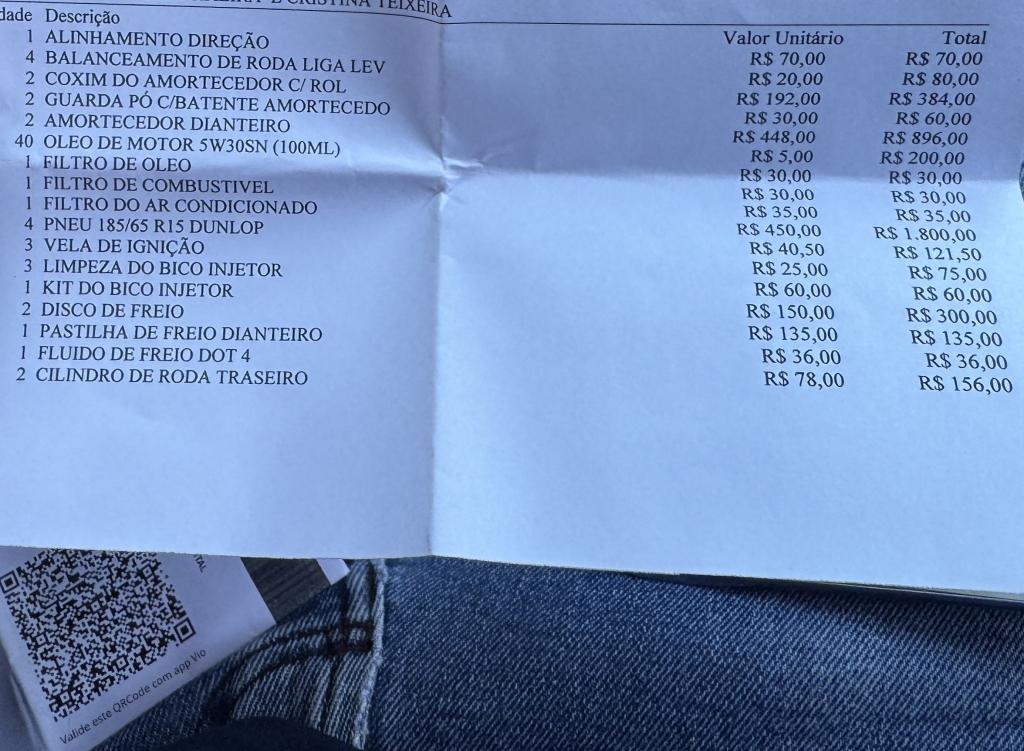 CRISTINA TEIXEIRA
dade Descrição Valor Unitário Total
1 ALINHAMENTO DIREÇÃO R$ 70,00 R$ 70,00
4 BALANCEAMENTO DE RODA LIGA LEV R$ 20,00 R$ 80,00
2 COXIM DO AMORTECEDOR C/ ROL R$ 192,00 R$ 384,00
2 GUARDA PÓ C/BATENTE AMORTECEDO R$ 30,00 R$ 60,00
2 AMORTECEDOR DIANTEIRO R$ 448,00 R$ 896,00
40 OLEO DE MOTOR 5W30SN (100ML) R$ 5,00 R$ 200,00
1 FILTRO DE OLEO R$ 30,00 R$ 30,00
1 FILTRO DE COMBUSTIVEL R$ 30,00 R$ 30,00
1 FILTRO DO AR CONDICIONADO R$ 35,00 R$ 35,00
4 PNEU 185/65 R15 DUNLOP R$ 450,00 R$ 1.800,00
3 VELA DE IGNIÇÃO R$ 40,50 R$ 121,50
3 LIMPEZA DO BICO INJETOR R$ 25,00 R$ 75,00
1 KIT DO BICO INJETOR R$ 60,00 R$ 60,00
2 DISCO DE FREIO R$ 150,00 R$ 300,00
1 PASTILHA DE FREIO DIANTEIRO R$ 135,00 R$ 135,00
1 FLUIDO DE FREIO DOT 4 R$ 36,00 R$ 36,00
2 CILINDRO DE RODA TRASEIRO R$ 78,00 R$ 156,00
Valide este QRCode com app Vio